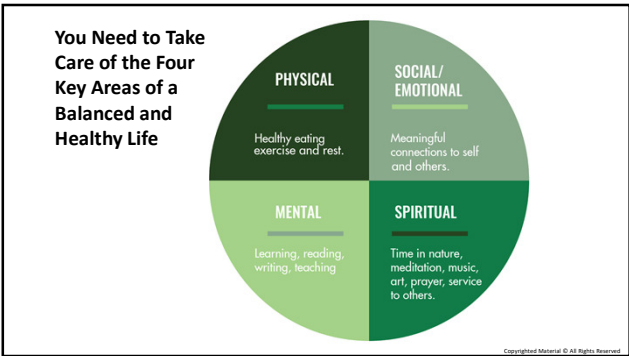 You Need to Take
Care of the Four
Key Areas of a
Balanced and
Healthy Life
PHYSICAL
Healthy eating
exercise and rest.
SOCIAL/
EMOTIONAL
Meaningful
connections to self
and others.
MENTAL
Learning, reading,
writing, teaching
SPIRITUAL
Time in nature,
meditation, music,
art, prayer, service
to others.
Copyrighted Material © All Rights Reserved